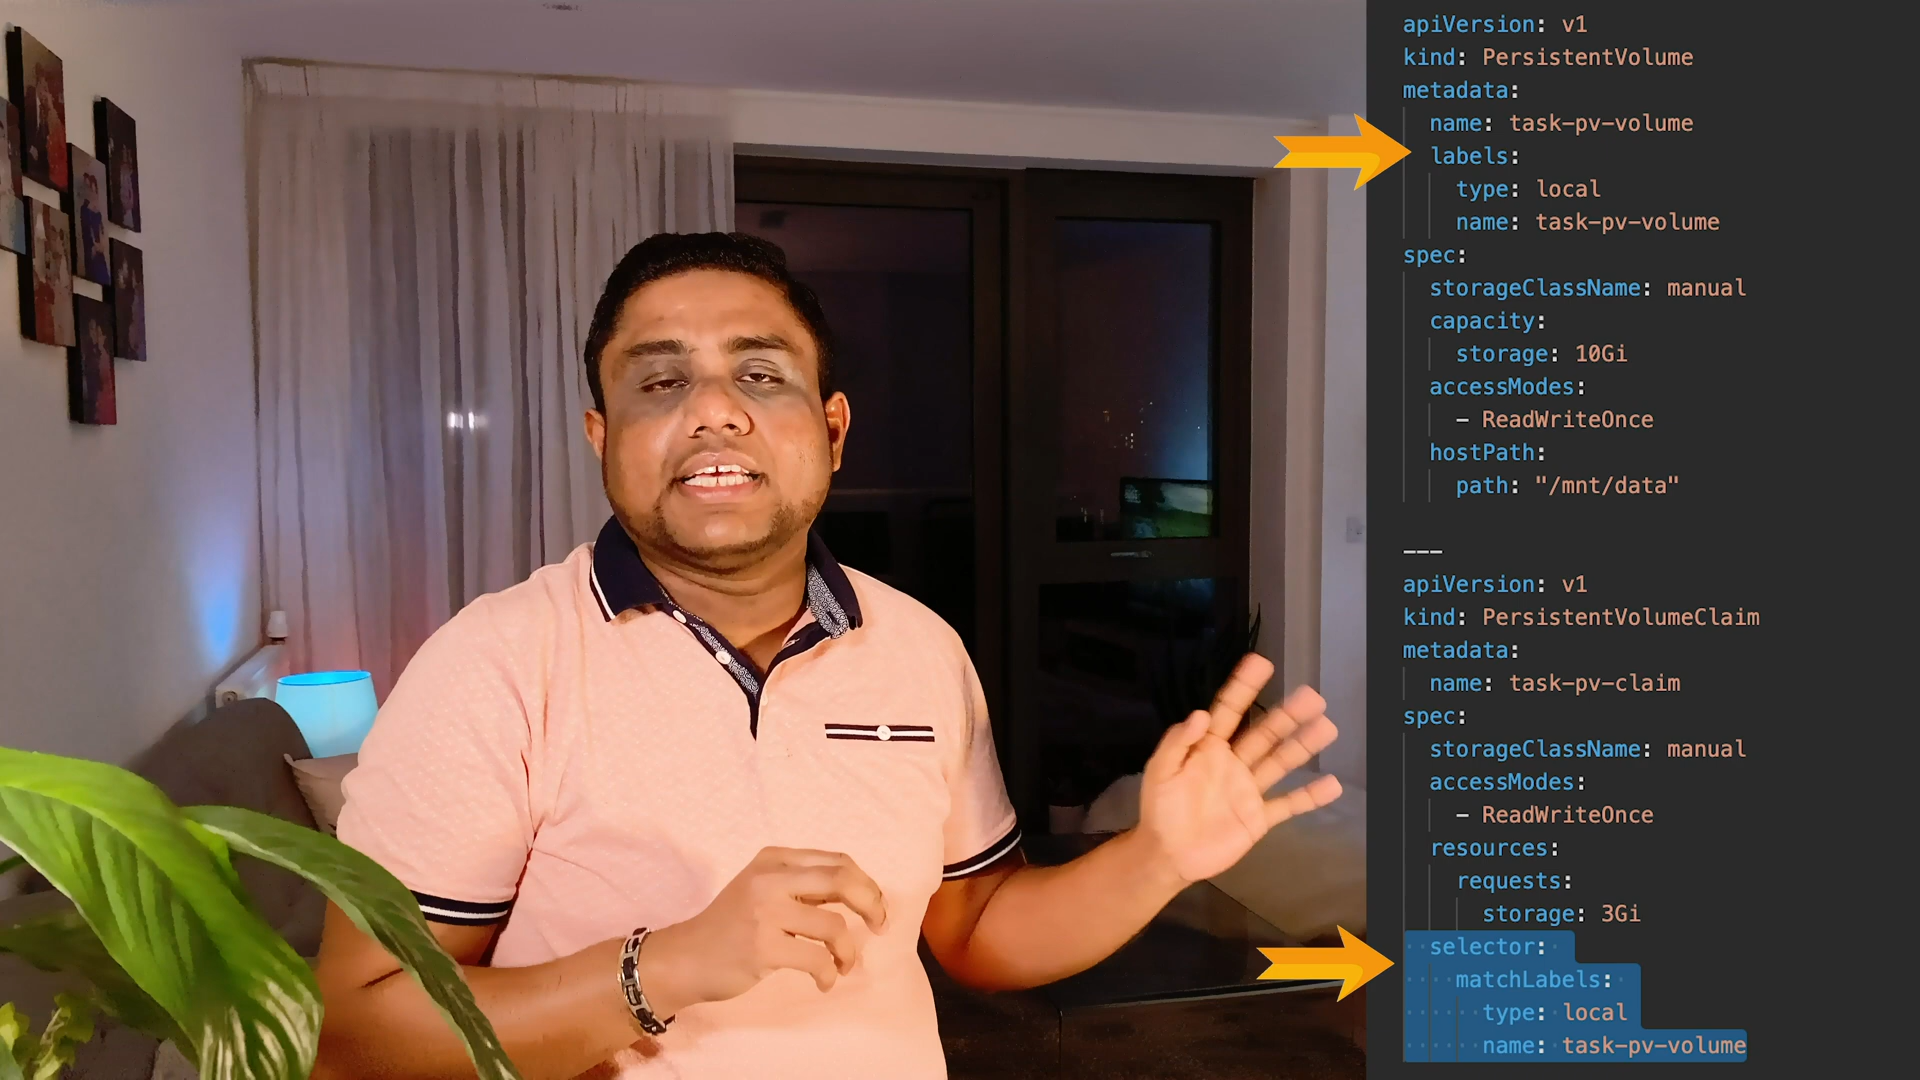 apiVersion: v1
kind: PersistentVolume
metadata:
  name: task-pv-volume
  labels:
    type: local
    name: task-pv-volume
spec:
  storageClassName: manual
  capacity:
    storage: 10Gi
  accessModes:
    - ReadWriteOnce
  hostPath:
    path: "/mnt/data"
---
apiVersion: v1
kind: PersistentVolumeClaim
metadata:
  name: task-pv-claim
spec:
  storageClassName: manual
  accessModes:
    - ReadWriteOnce
  resources:
    requests:
      storage: 3Gi
  selector:
    matchLabels:
      type: local
      name: task-pv-volume